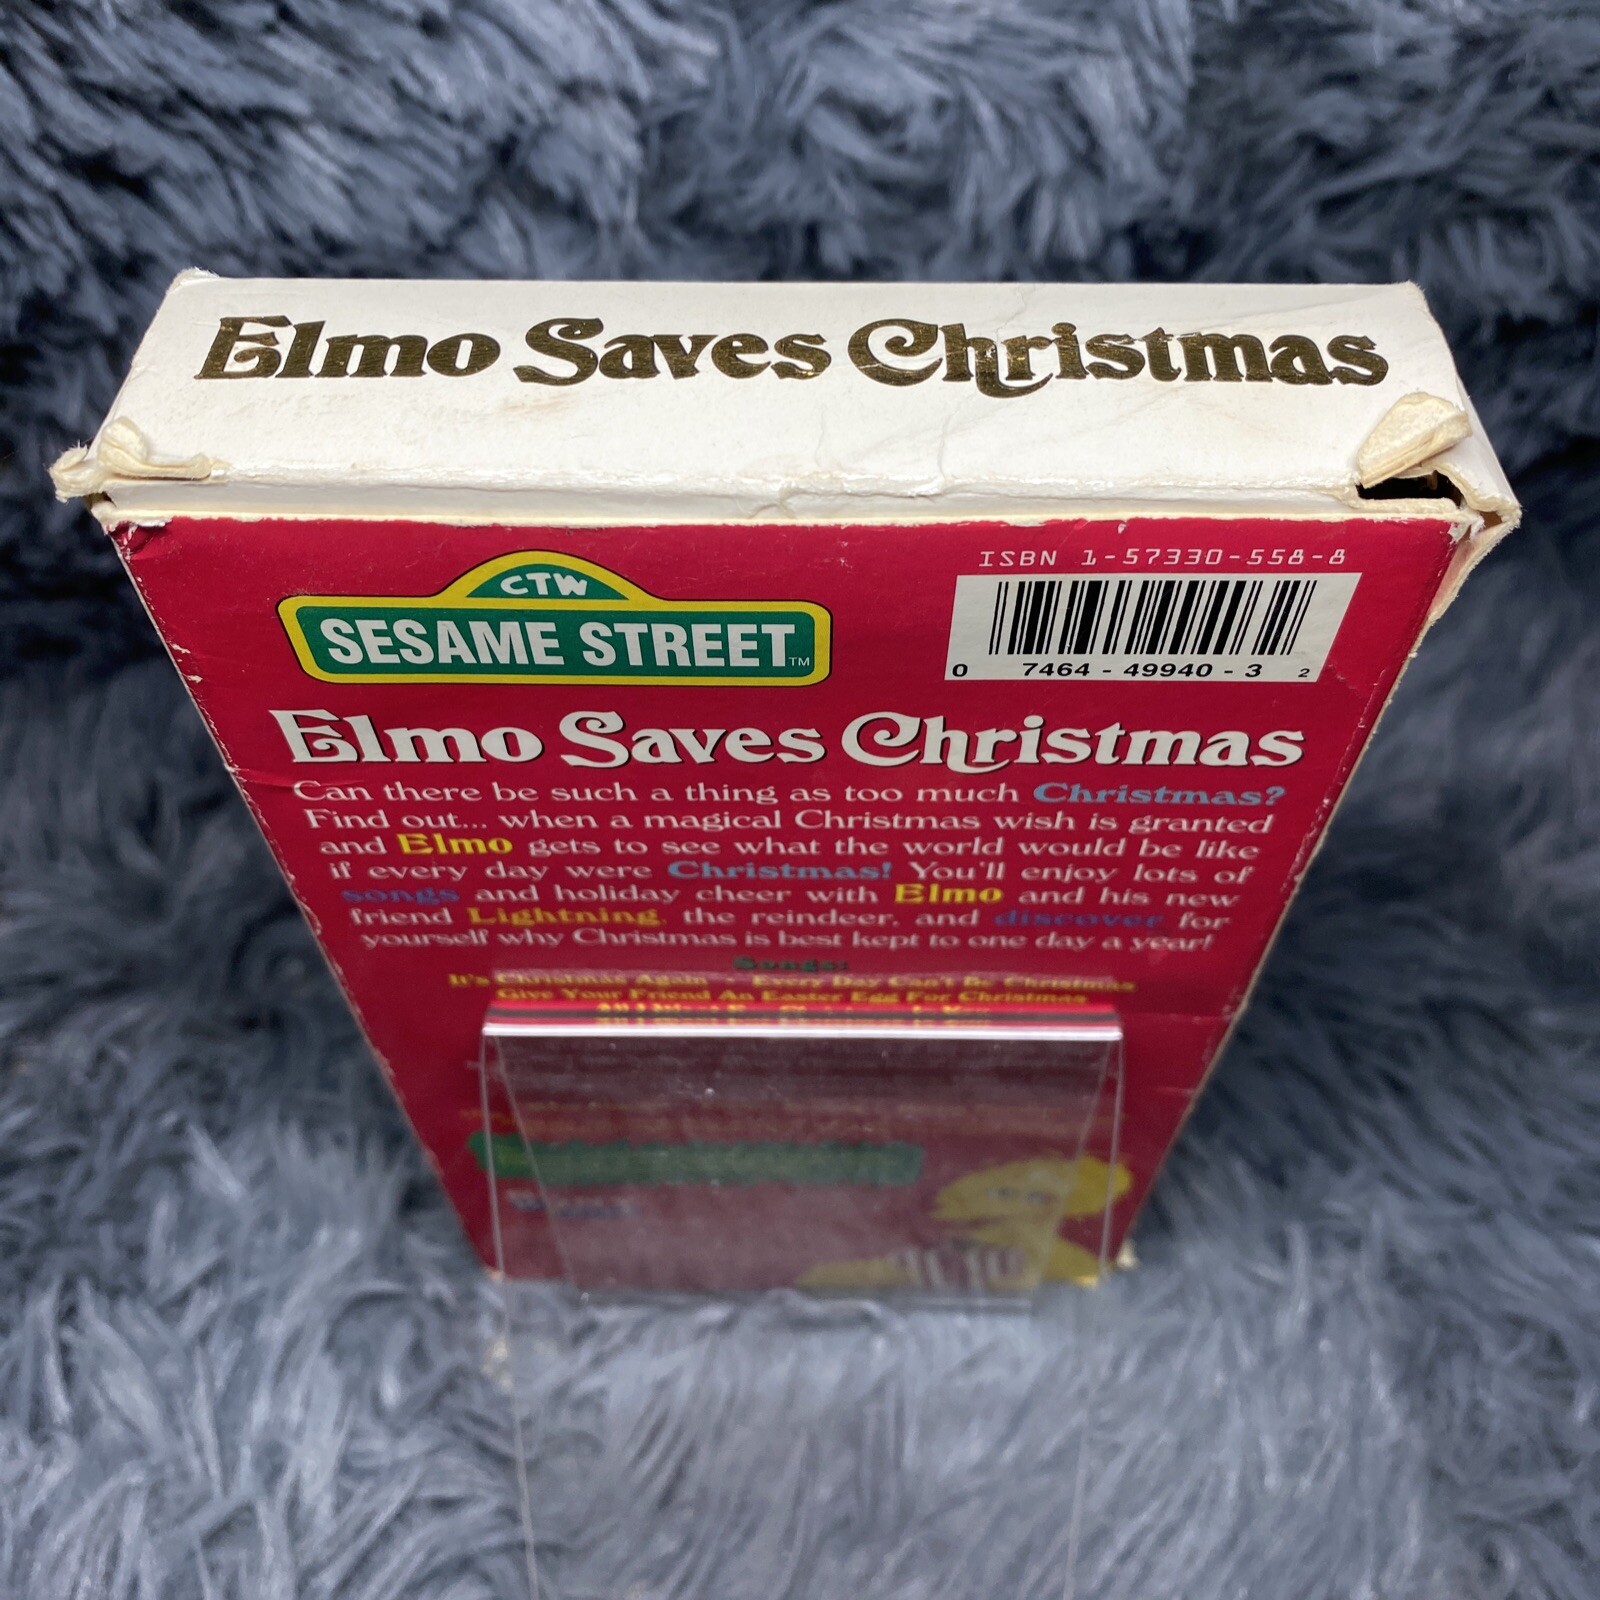 Elmo Saves Christmas
ISBN 1-57330-558-8
CTW
SESAME STREET TM
0 7464-49940-3 2
Elmo Saves Christmas
Can there be such a thing as too much Christmas?
Find out... when a magical Christmas wish is granted
and Elmo gets to see what the world would be like
if every day were Christmas! You'll enjoy lots of
songs and holiday cheer with Elmo and his new
friend Lightning, the reindeer, and discover for
yourself why Christmas is best kept to one day a year!
Songs:
It's Christmas Again • Every Day Can't Be Christmas
Give Your Friend An Easter Egg For Christmas